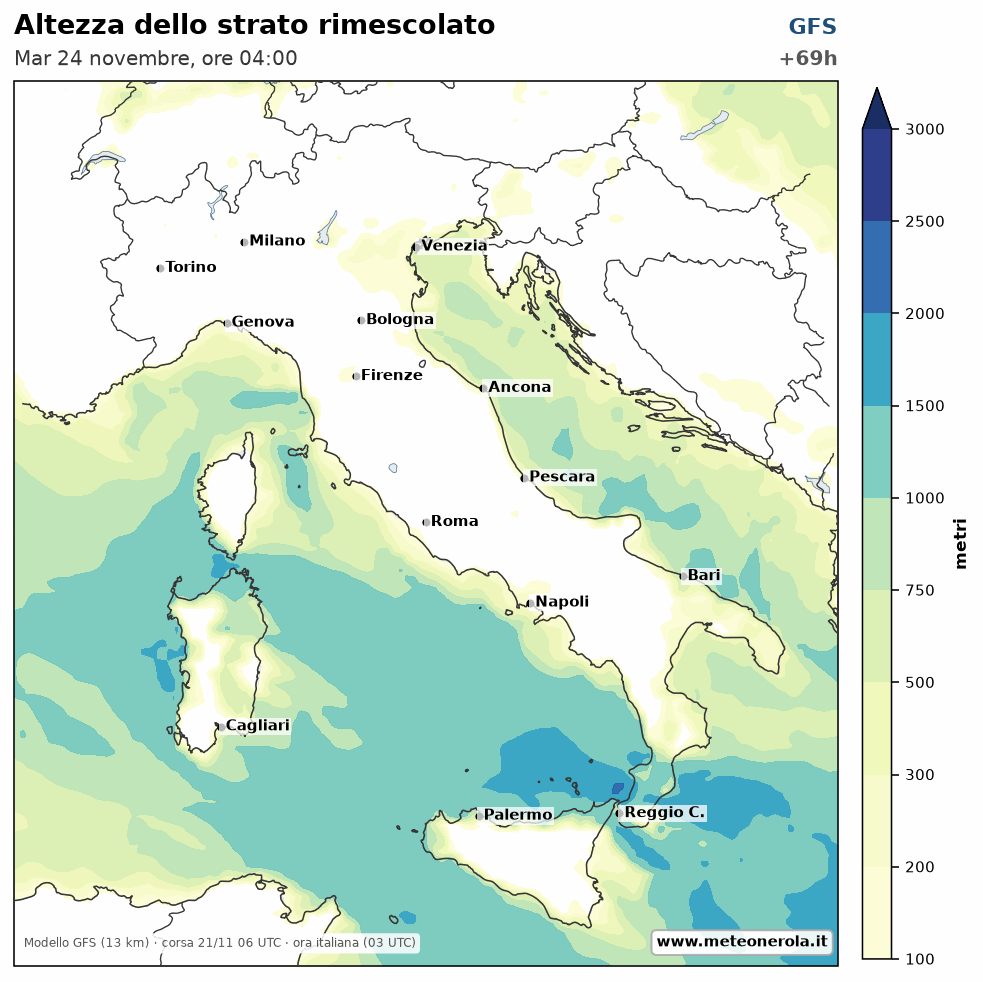 Altezza dello strato rimescolato
GFS
Mar 24 novembre, ore 04:00
+69h
Milano
Venezia
Torino
Genova
Bologna
Firenze
Ancona
Pescara
Roma
Bari
Napoli
Cagliari
Palermo
Reggio C.
3000
2500
2000
1500
1000
750
500
300
200
100
metri
Modello GFS (13 km) · corsa 21/11 06 UTC · ora italiana (03 UTC)
www.meteonerola.it